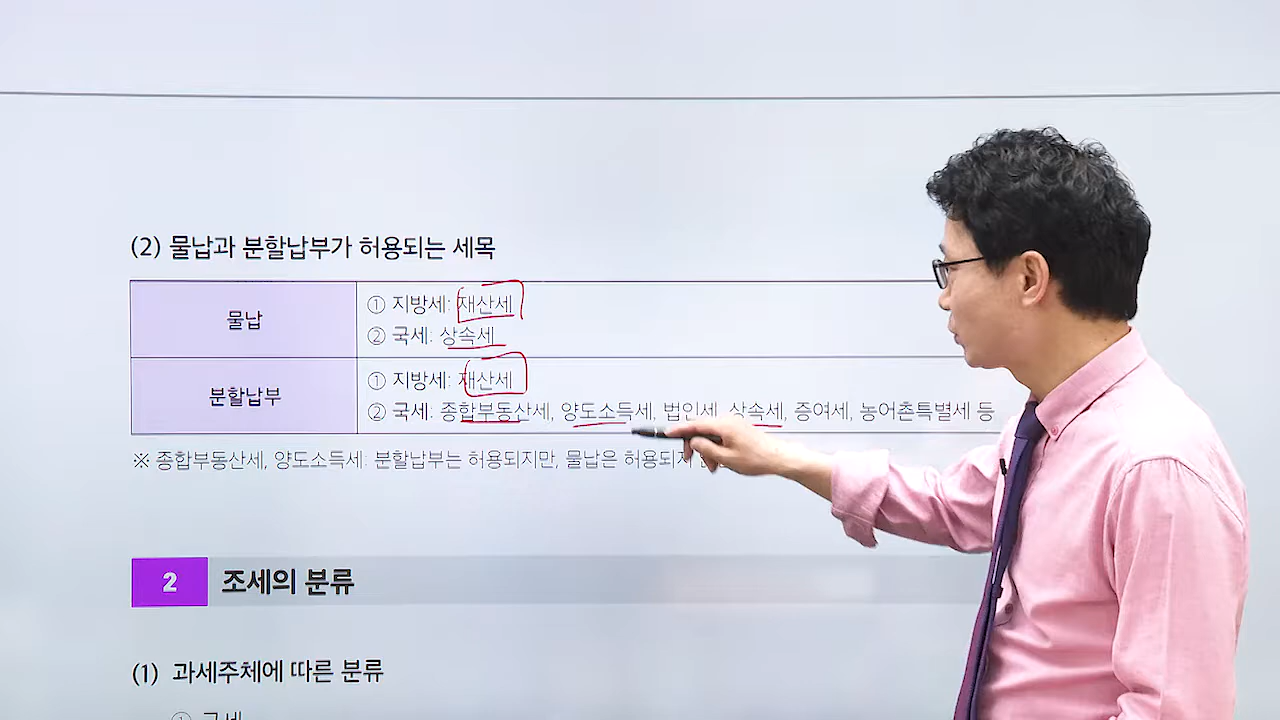 (2) 물납과 분할납부가 허용되는 세목
물납
① 지방세: 재산세
② 국세: 상속세
분할납부
① 지방세: 재산세
② 국세: 종합부동산세, 양도소득세, 법인세, 상속세, 증여세, 농어촌특별세 등
※ 종합부동산세, 양도소득세: 분할납부는 허용되지만, 물납은 허용되지
2 조세의 분류
(1) 과세주체에 따른 분류
① 국세